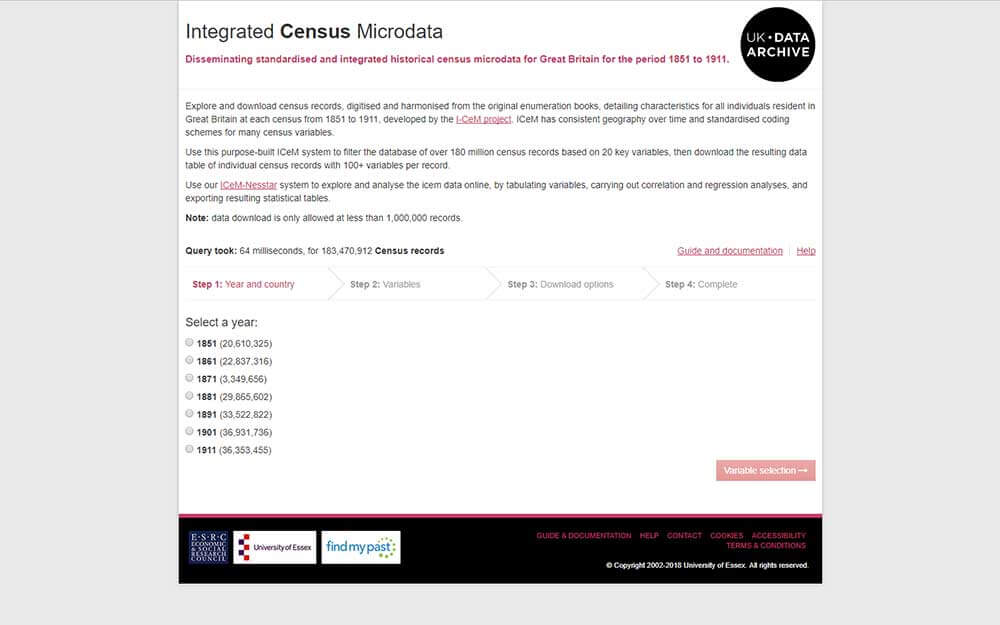 Integrated Census Microdata
UK • DATA
ARCHIVE
Disseminating standardised and integrated historical census microdata for Great Britain for the period 1851 to 1911.
Explore and download census records, digitised and harmonised from the original enumeration books, detailing characteristics for all individuals resident in
Great Britain at each census from 1851 to 1911, developed by the I-CeM project. ICeM has consistent geography over time and standardised coding
schemes for many census variables.
Use this purpose-built ICeM system to filter the database of over 180 million census records based on 20 key variables, then download the resulting data
table of individual census records with 100+ variables per record.
Use our ICeM-Nesstar system to explore and analyse the icem data online, by tabulating variables, carrying out correlation and regression analyses, and
exporting resulting statistical tables.
Note: data download is only allowed at less than 1,000,000 records.
Query took: 64 milliseconds, for 183,470,912 Census records
Guide and documentation | Help
Step 1: Year and country
Step 2: Variables
Step 3: Download options
Step 4: Complete
Select a year:
1851 (20,610,325)
1861 (22,837,316)
1871 (3,349,656)
1881 (29,865,602)
1891 (33,522,822)
1901 (36,931,736)
1911 (36,353,455)
Variable selection →
E·S·R·C
ECONOMIC
& SOCIAL
RESEARCH
COUNCIL
University of Essex
findmypast
GUIDE & DOCUMENTATION HELP CONTACT COOKIES ACCESSIBILITY
TERMS & CONDITIONS
© Copyright 2002-2018 University of Essex. All rights reserved.